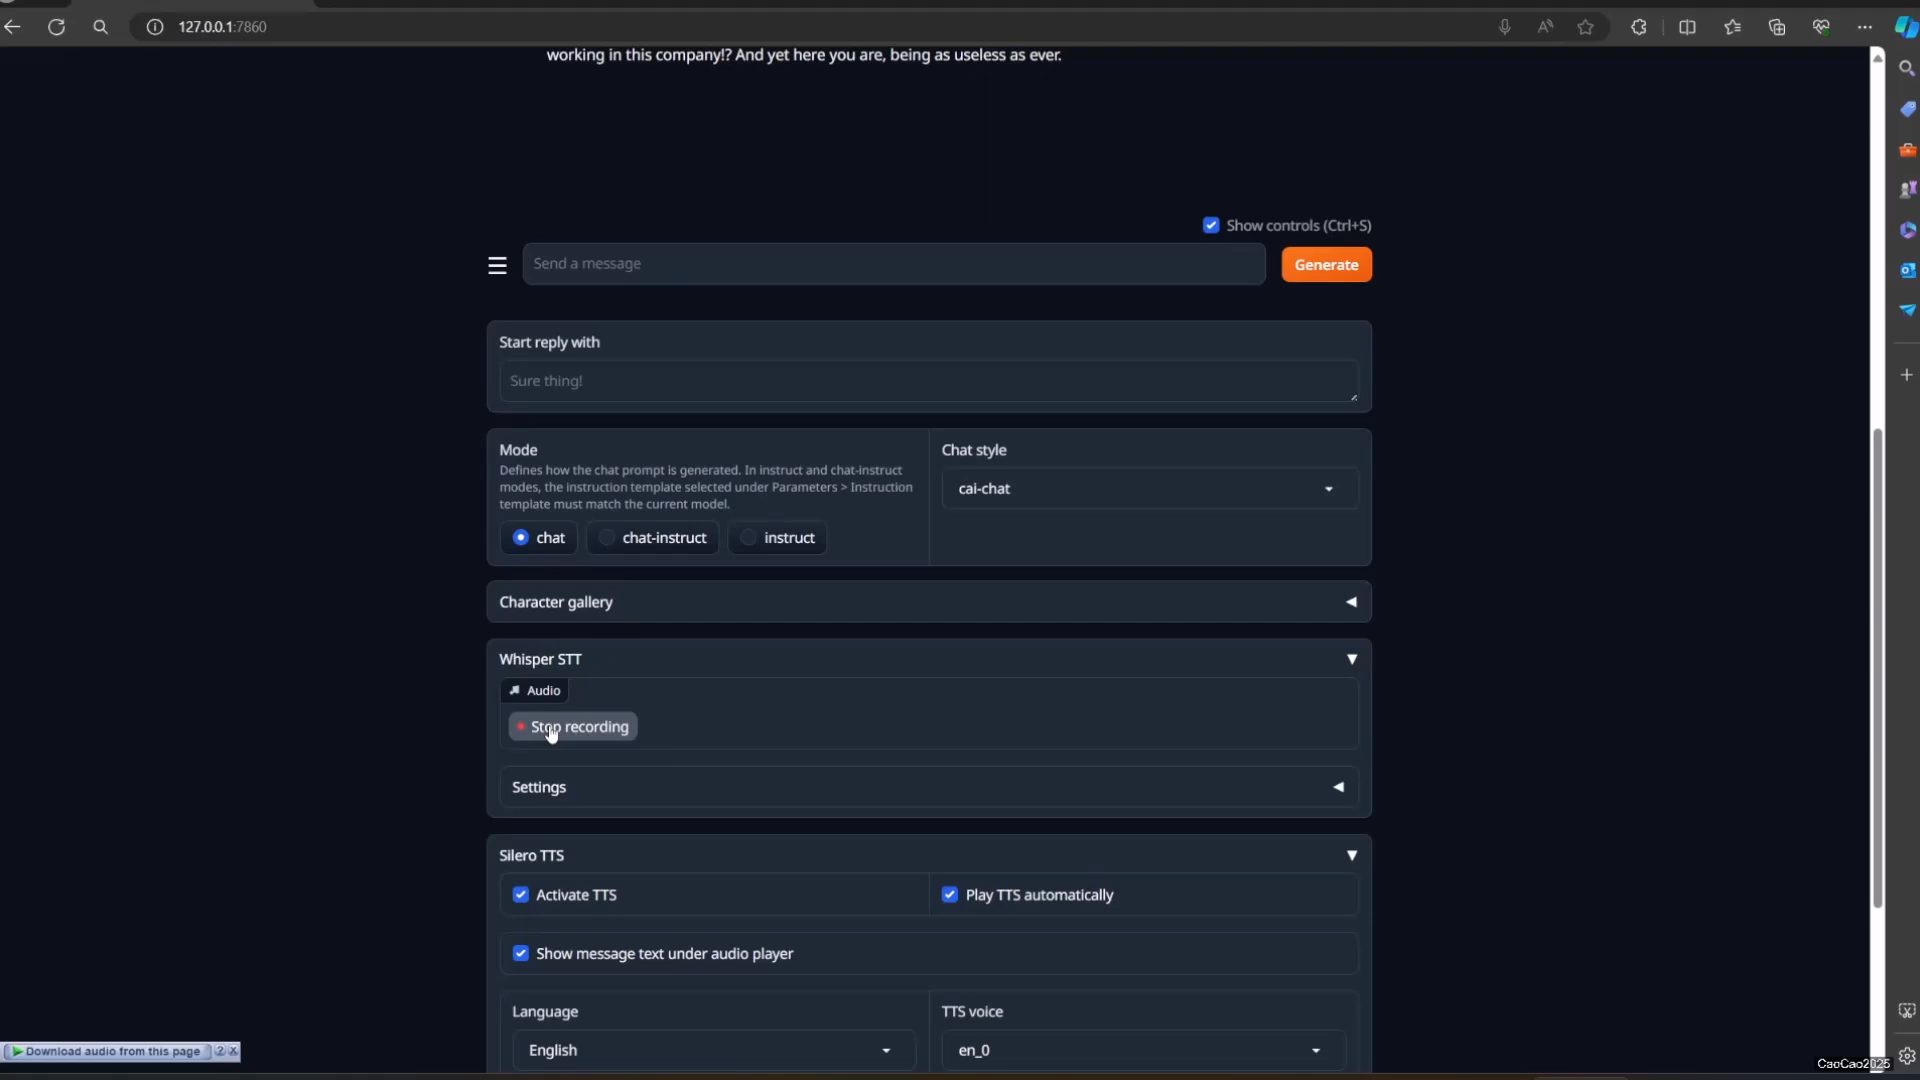 127.0.0.1:7860
working in this company!? And yet here you are, being as useless as ever.
Show controls (Ctrl+S)
Send a message
Generate
Start reply with
Sure thing!
Mode
Defines how the chat prompt is generated. In instruct and chat-instruct
modes, the instruction template selected under Parameters > Instruction
template must match the current model.
chat
chat-instruct
instruct
Chat style
cai-chat
Character gallery
Whisper STT
Audio
Stop recording
Settings
Silero TTS
Activate TTS
Play TTS automatically
Show message text under audio player
Language
English
TTS voice
en_0
Download audio from this page
CaoCao2025